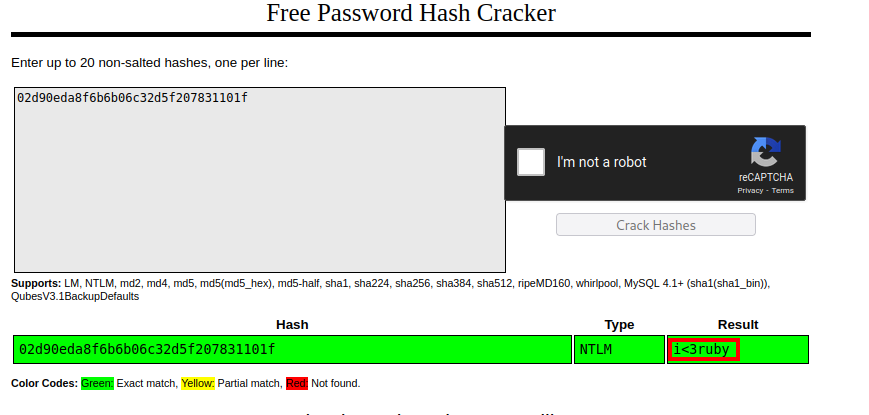 Free Password Hash Cracker
Enter up to 20 non-salted hashes, one per line:
02d90eda8f6b6b06c32d5f207831101f
I'm not a robot
reCAPTCHA
Privacy - Terms
Crack Hashes
Supports: LM, NTLM, md2, md4, md5, md5(md5_hex), md5-half, sha1, sha224, sha256, sha384, sha512, ripeMD160, whirlpool, MySQL 4.1+ (sha1(sha1_bin)),
QubesV3.1BackupDefaults
Hash Type Result
02d90eda8f6b6b06c32d5f207831101f NTLM i<3ruby
Color Codes: Green: Exact match, Yellow: Partial match, Red: Not found.